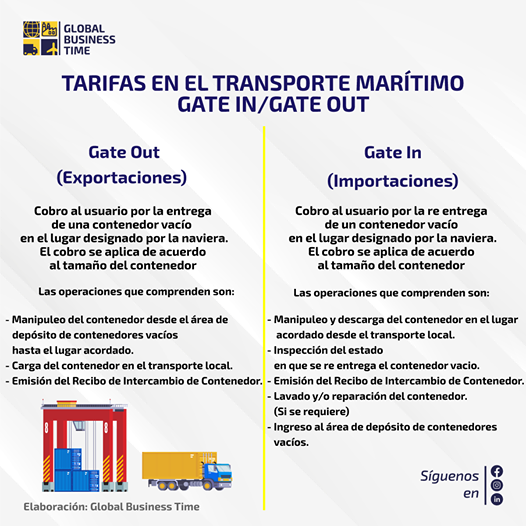 GLOBAL
BUSINESS
TIME
TARIFAS EN EL TRANSPORTE MARÍTIMO
GATE IN/GATE OUT
Gate Out
(Exportaciones)
Cobro al usuario por la entrega
de una contenedor vacío
en el lugar designado por la naviera.
El cobro se aplica de acuerdo
al tamaño del contenedor
Las operaciones que comprenden son:
- Manipuleo del contenedor desde el área de
depósito de contenedores vacíos
hasta el lugar acordado.
- Carga del contenedor en el transporte local.
- Emisión del Recibo de Intercambio de Contenedor.
Gate In
(Importaciones)
Cobro al usuario por la re entrega
de un contenedor vacío
en el lugar designado por la naviera.
El cobro se aplica de acuerdo
al tamaño del contenedor
Las operaciones que comprenden son:
- Manipuleo y descarga del contenedor en el lugar
acordado desde el transporte local.
- Inspección del estado
en que se re entrega el contenedor vacio.
- Emisión del Recibo de Intercambio de Contenedor.
- Lavado y/o reparación del contenedor.
(Si se requiere)
- Ingreso al área de depósito de contenedores
vacíos.
Elaboración: Global Business Time
Síguenos
en